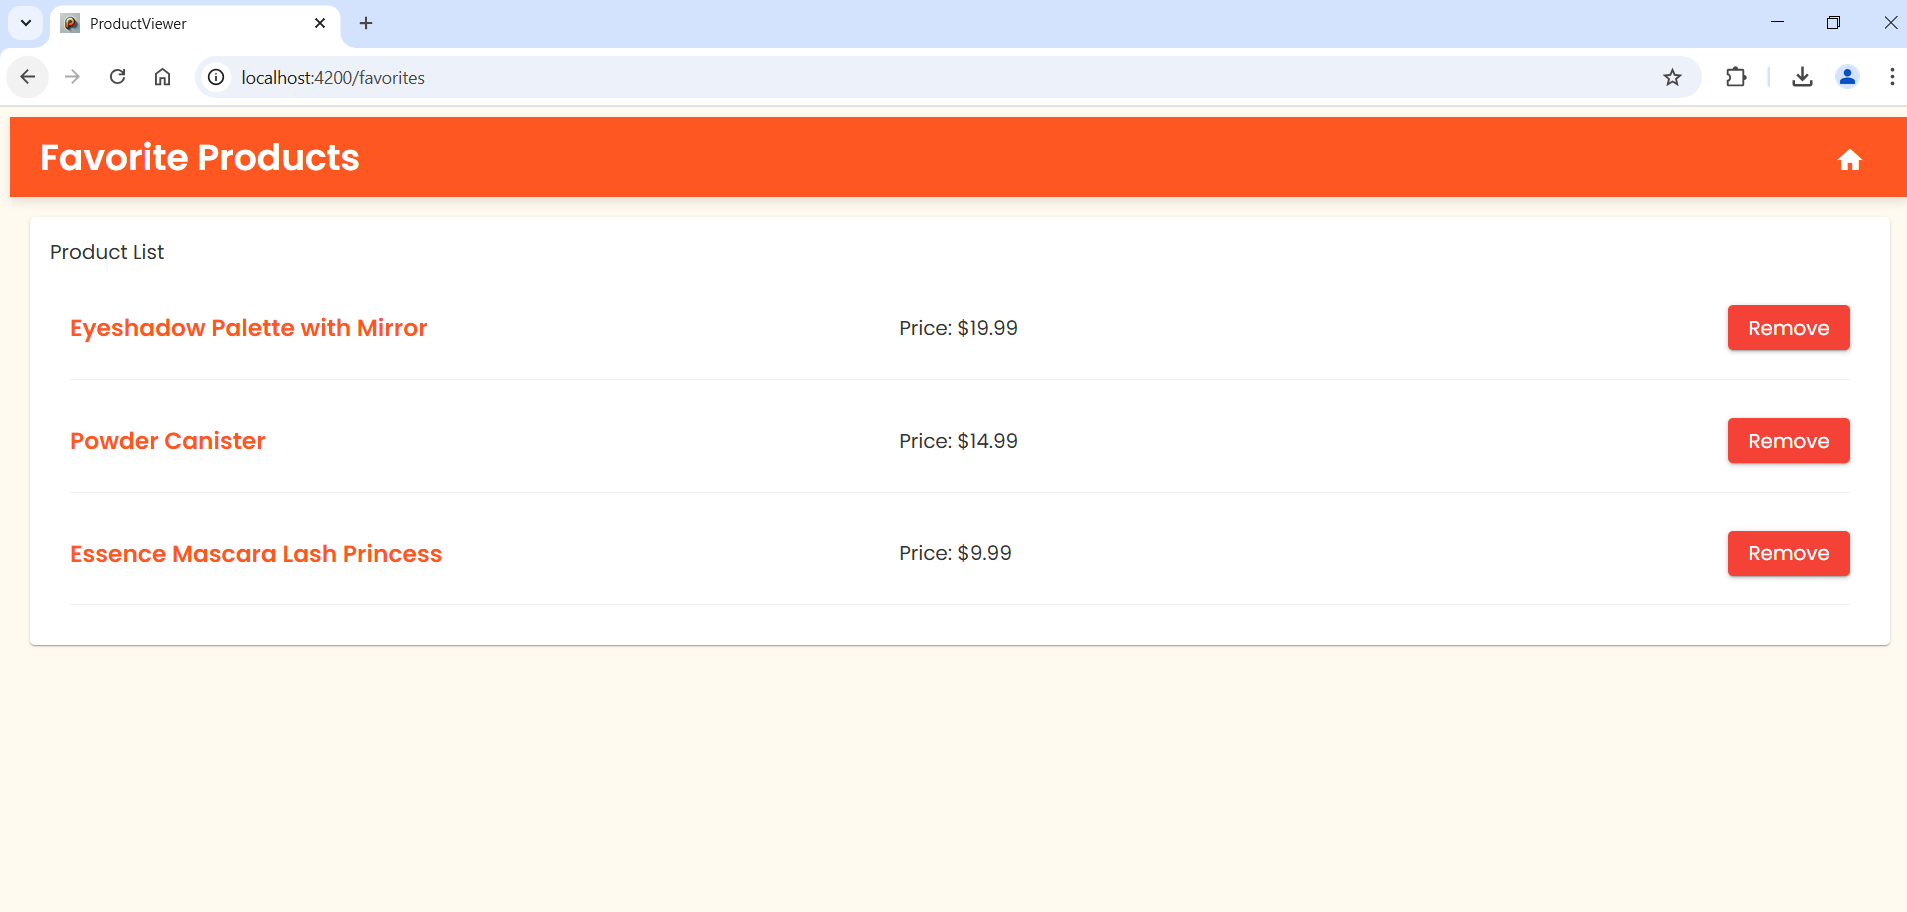 ProductViewer
localhost:4200/favorites
Favorite Products
Product List
Eyeshadow Palette with Mirror Price: $19.99 Remove
Powder Canister Price: $14.99 Remove
Essence Mascara Lash Princess Price: $9.99 Remove